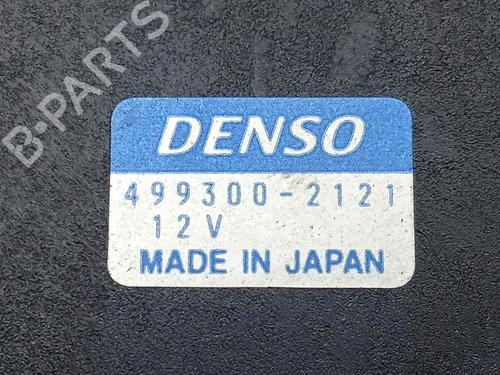 B-PARTS
DENSO
499300-2121
12V
MADE IN JAPAN